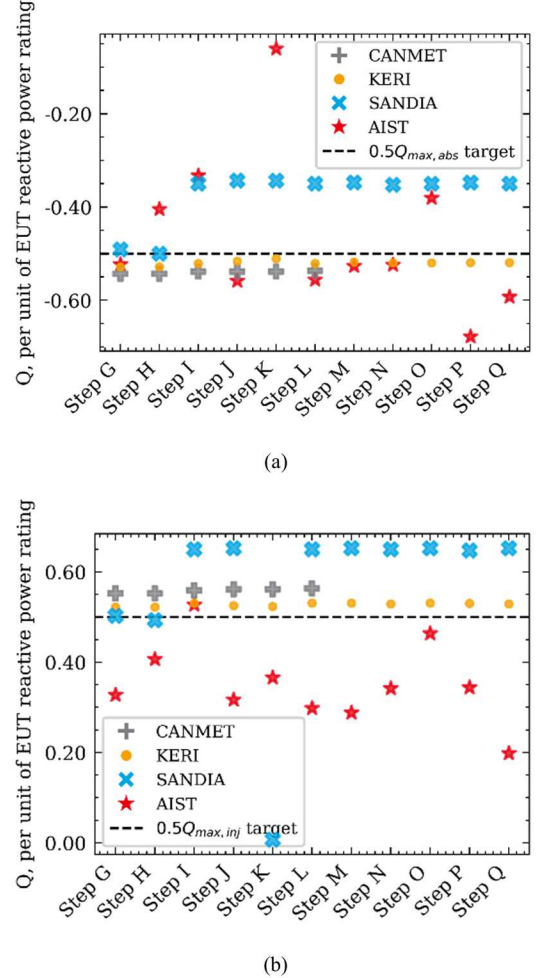 Q, per unit of EUT reactive power rating
-0.20
-0.40
-0.60
CANMET
KERI
SANDIA
AIST
0.5Qmax,abs target
Step G
Step H
Step I
Step J
Step K
Step L
Step M
Step N
Step O
Step P
Step Q
(a)
Q, per unit of EUT reactive power rating
0.60
0.40
0.20
0.00
CANMET
KERI
SANDIA
AIST
0.5Qmax,inj target
Step G
Step H
Step I
Step J
Step K
Step L
Step M
Step N
Step O
Step P
Step Q
(b)